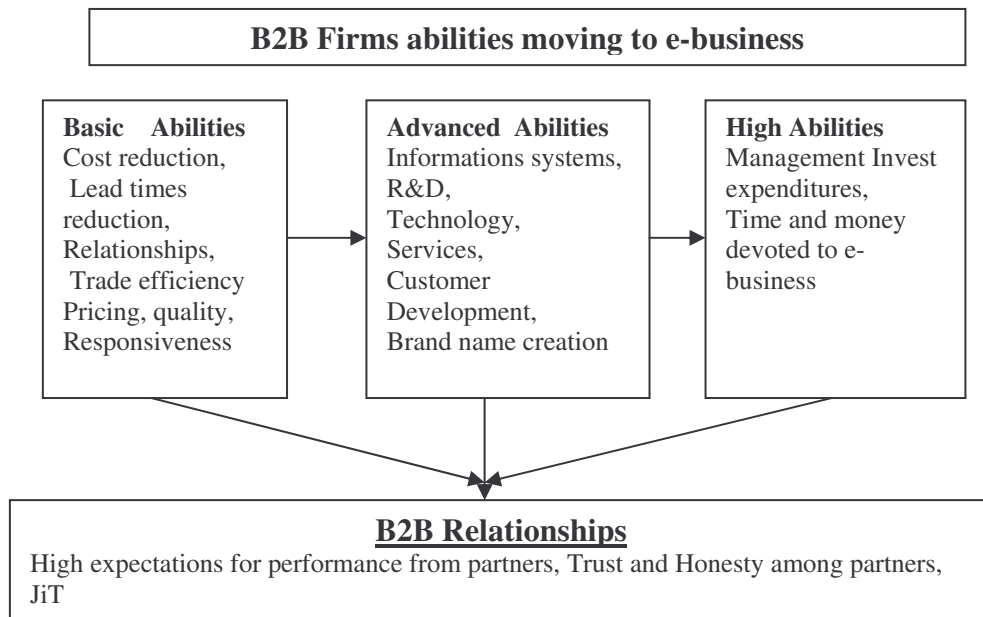 B2B Firms abilities moving to e-business
Basic Abilities
Cost reduction,
Lead times
reduction,
Relationships,
Trade efficiency
Pricing, quality,
Responsiveness
Advanced Abilities
Informations systems,
R&D,
Technology,
Services,
Customer
Development,
Brand name creation
High Abilities
Management Invest
expenditures,
Time and money
devoted to e-
business
B2B Relationships
High expectations for performance from partners, Trust and Honesty among partners,
JiT